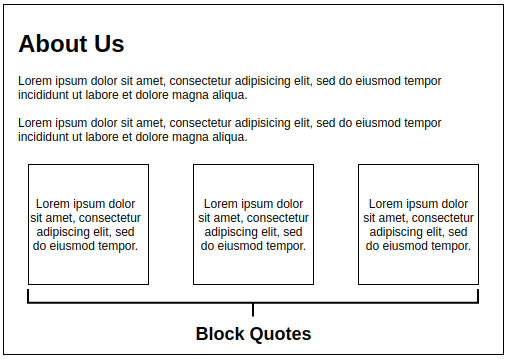 About Us
Lorem ipsum dolor sit amet, consectetur adipisicing elit, sed do eiusmod tempor
incididunt ut labore et dolore magna aliqua.
Lorem ipsum dolor sit amet, consectetur adipisicing elit, sed do eiusmod tempor
incididunt ut labore et dolore magna aliqua.
Lorem ipsum dolor
sit amet, consectetur
adipiscing elit, sed
do eiusmod tempor.
Lorem ipsum dolor
sit amet, consectetur
adipiscing elit, sed
do eiusmod tempor.
Lorem ipsum dolor
sit amet, consectetur
adipiscing elit, sed
do eiusmod tempor.
Block Quotes